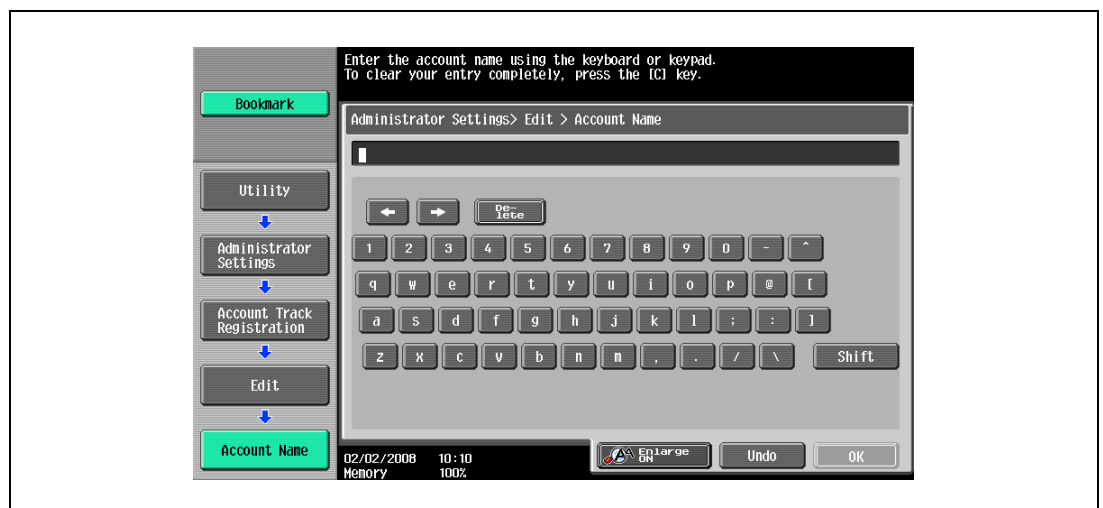 Enter the account name using the keyboard or keypad.
To clear your entry completely, press the [C] key.
Bookmark
Administrator Settings> Edit > Account Name
Utility
Administrator
Settings
Account Track
Registration
Edit
Account Name
De-
lete
1 2 3 4 5 6 7 8 9 0 - ^
q w e r t y u i o p @ [
a s d f g h j k l ; : ]
z x c v b n m , . / \ Shift
02/02/2008 10:10
Memory 100%
Enlarge
ON
Undo
OK